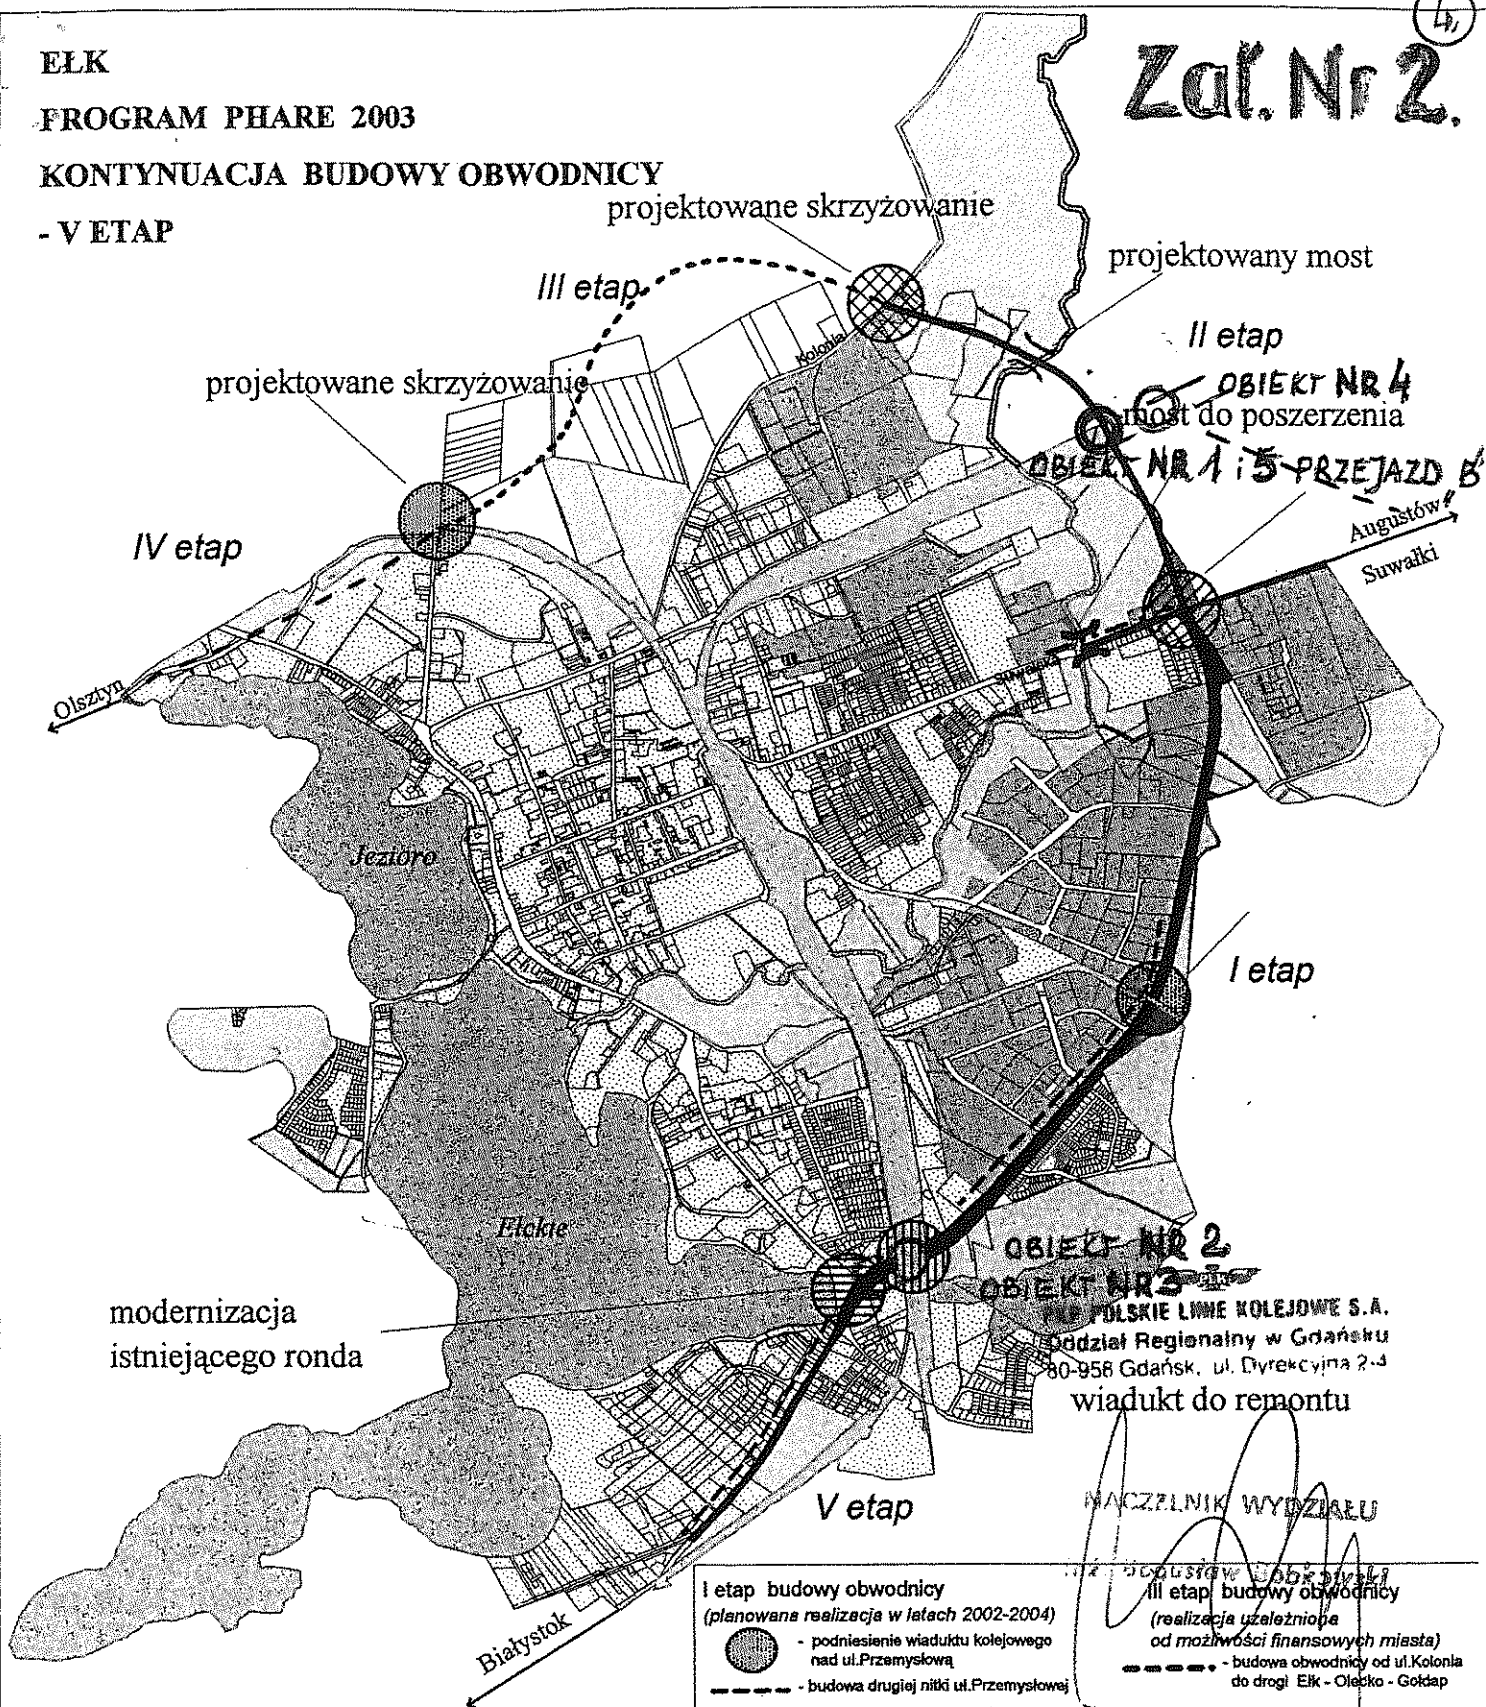 4,
Zał. Nr 2.
EŁK
PROGRAM PHARE 2003
KONTYNUACJA BUDOWY OBWODNICY
- V ETAP
projektowane skrzyżowanie
projektowany most
III etap
II etap
Kolonia
projektowane skrzyżowanie
OBIEKT NR 4
most do poszerzenia
OBIEKT NR 1 i 5 - PRZEJAZD B
Augustów
IV etap
Suwałki
Olsztyn
Jezioro
I etap
Ełckie
OBIEKT NR 2
OBIEKT NR 3
modernizacja
istniejącego ronda
PKP POLSKIE LINIE KOLEJOWE S.A.
Oddział Regionalny w Gdańsku
80-958 Gdańsk, ul. Dyrekcyjna 2-4
wiadukt do remontu
V etap
NACZELNIK WYDZIAŁU
Białystok
I etap budowy obwodnicy
(planowana realizacja w latach 2002-2004)
- podniesienie wiaduktu kolejowego
nad ul.Przemysłową
- budowa drugiej nitki ul.Przemysłowej
III etap budowy obwodnicy
(realizacja uzależniona
od możliwości finansowych miasta)
- budowa obwodnicy od ul.Kolonia
do drogi Ełk - Olecko - Gołdap